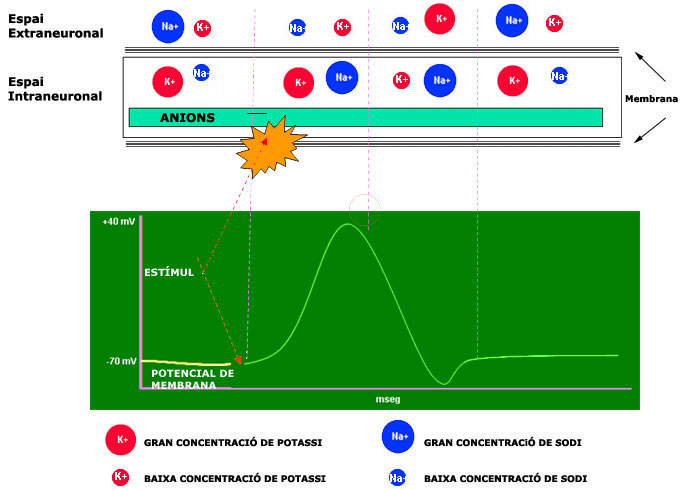 Espai
Extraneuronal
Na+ K+ Na+ K+ Na+ K+ Na+ K+
Espai
Intraneuronal
K+ Na+ K+ Na+ K+ Na+ K+ Na+
Membrana
ANIONS
+40 mV
ESTÍMUL
-70 mV
POTENCIAL DE
MEMBRANA
mseg
K+ GRAN CONCENTRACIÓ DE POTASSI
Na+ GRAN CONCENTRACIÓ DE SODI
K+ BAIXA CONCENTRACIÓ DE POTASSI
Na+ BAIXA CONCENTRACIÓ DE SODI